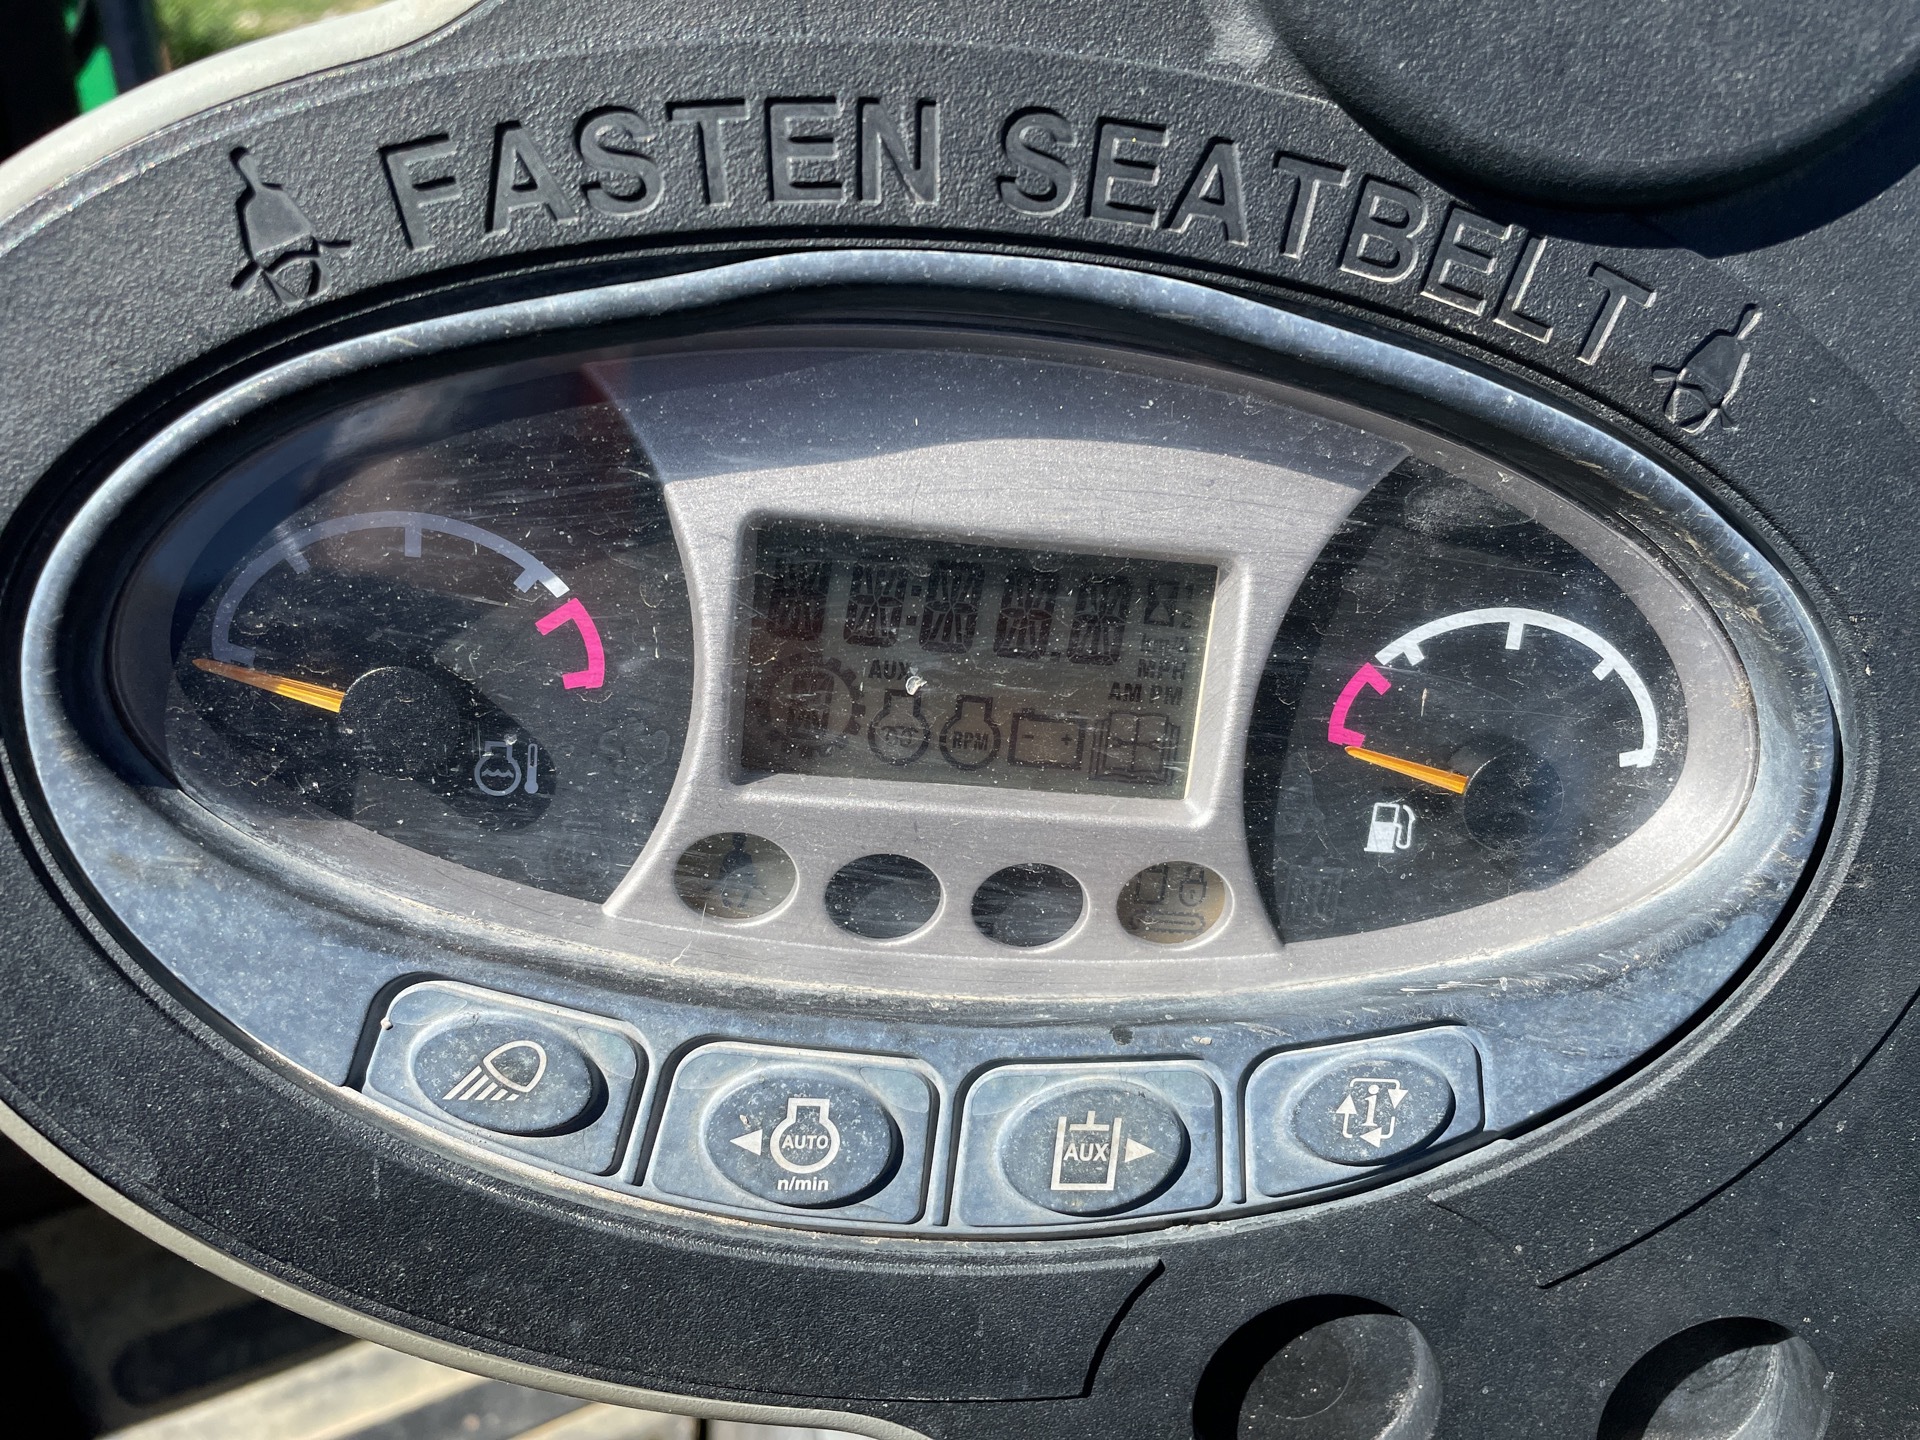 FASTEN SEATBELT
AUX
MPH
AM PM
RPM
AUTO
n/min
AUX
i